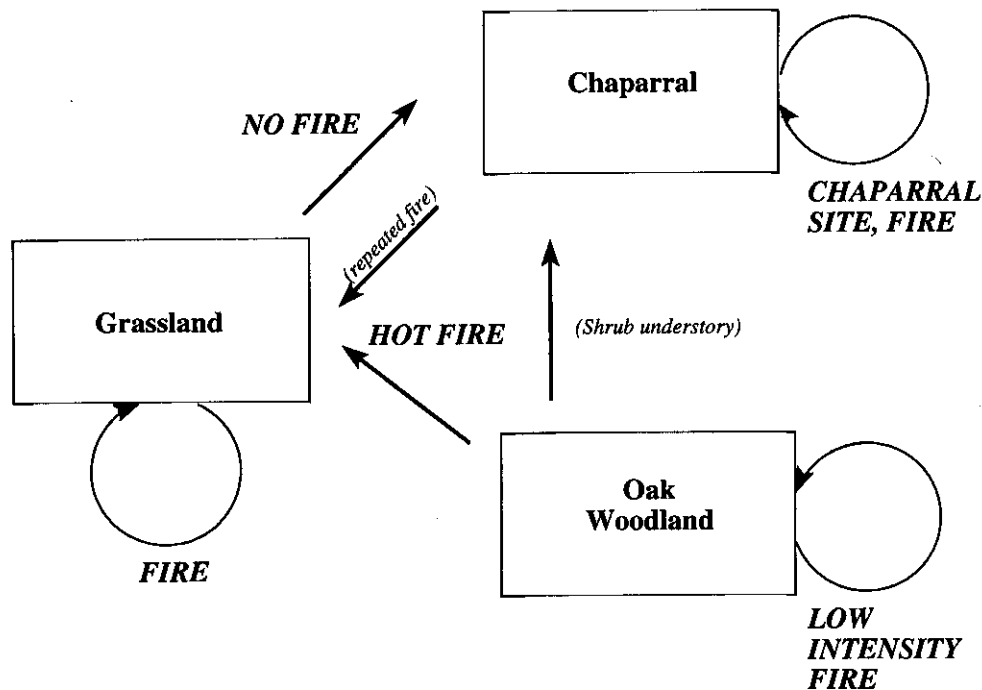 Chaparral
NO FIRE
CHAPARRAL
SITE, FIRE
(repeated fire)
Grassland
HOT FIRE
(Shrub understory)
Oak
Woodland
FIRE
LOW
INTENSITY
FIRE